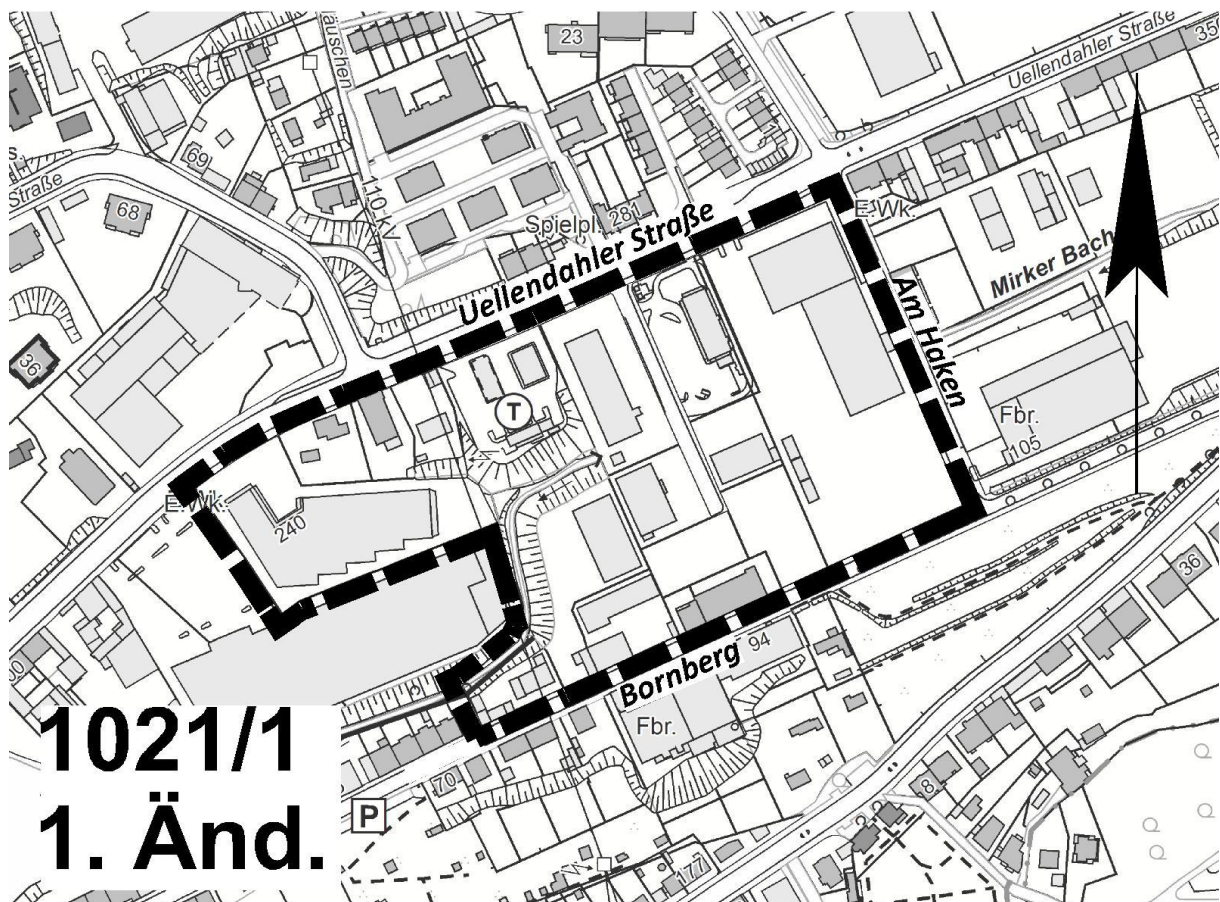 23
Uellendahler Straße
350
äuschen
69
s.
Straße
68
110 KV
Spielpl.
281
E.Wk.
Uellendahler Straße
Mirker Bach
Am Haken
36
T
Fbr.
105
E.Wk.
240
36
94
Bornberg
Fbr.
70
P
8
177
1021/1
1. Änd.